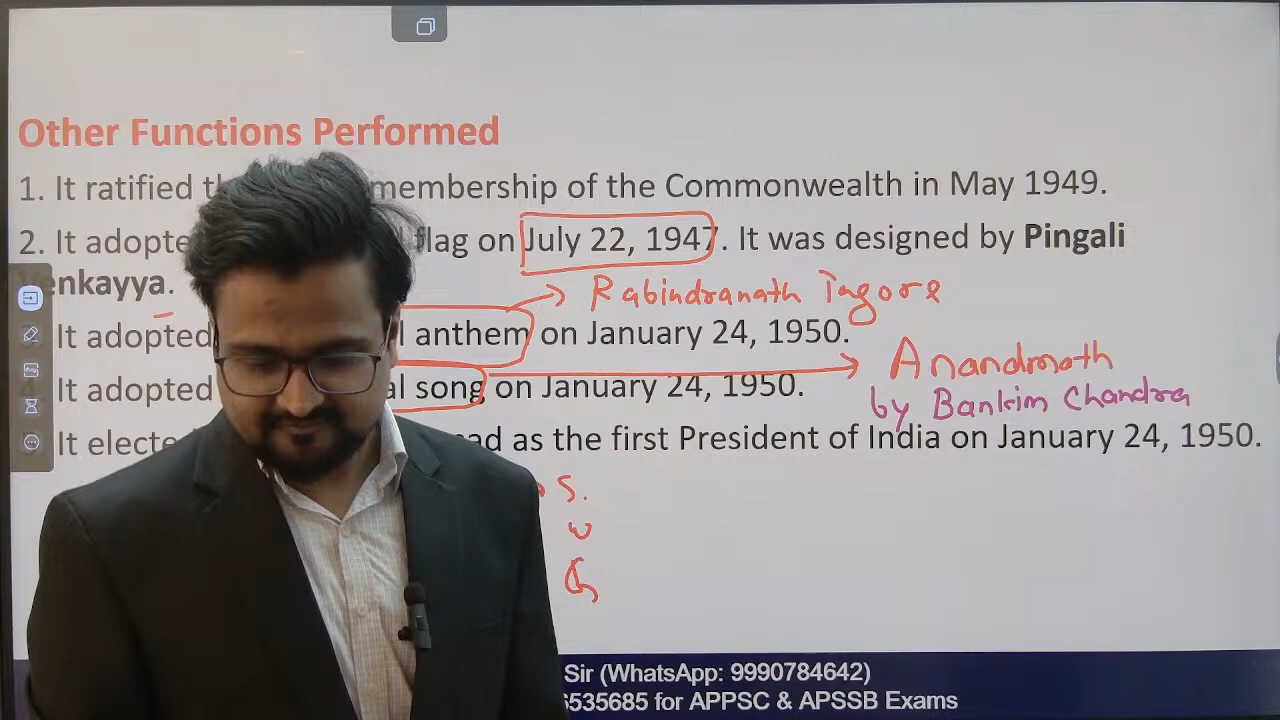 Other Functions Performed
1. It ratified membership of the Commonwealth in May 1949.
2. It adopte flag on July 22, 1947. It was designed by Pingali
enkayya.
Rabindranath Tagore
It adopted l anthem on January 24, 1950.
Anandmath
It adopted al song on January 24, 1950.
by Bankim Chandra
It electe ad as the first President of India on January 24, 1950.
S.
W
G
Sir (WhatsApp: 9990784642)
6535685 for APPSC & APSSB Exams